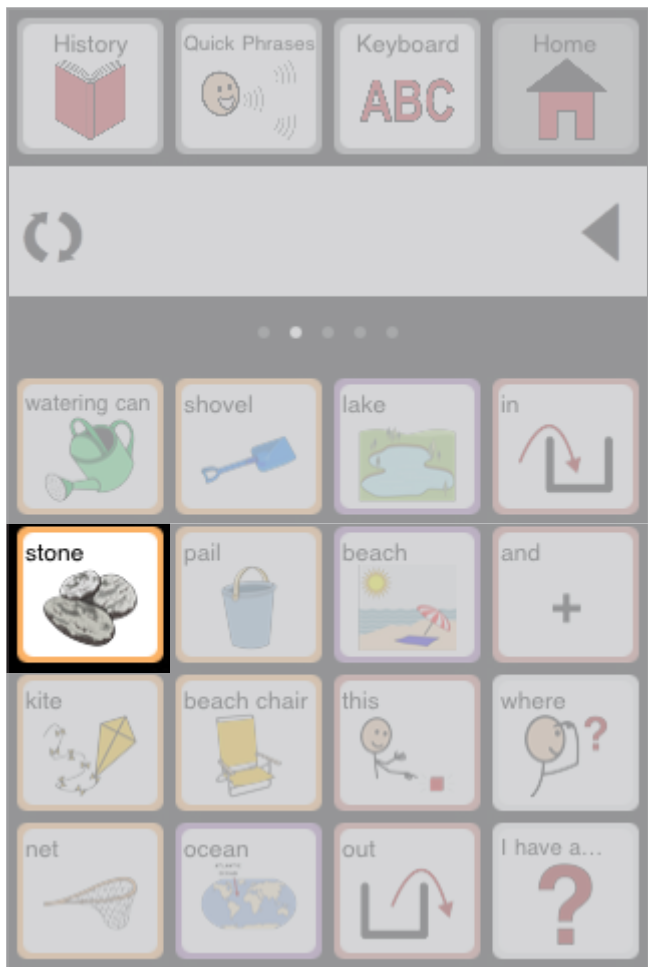 History
Quick Phrases
Keyboard
ABC
Home
watering can
shovel
lake
in
stone
pail
beach
and
kite
beach chair
this
where
?
net
ocean
out
I have a...
?